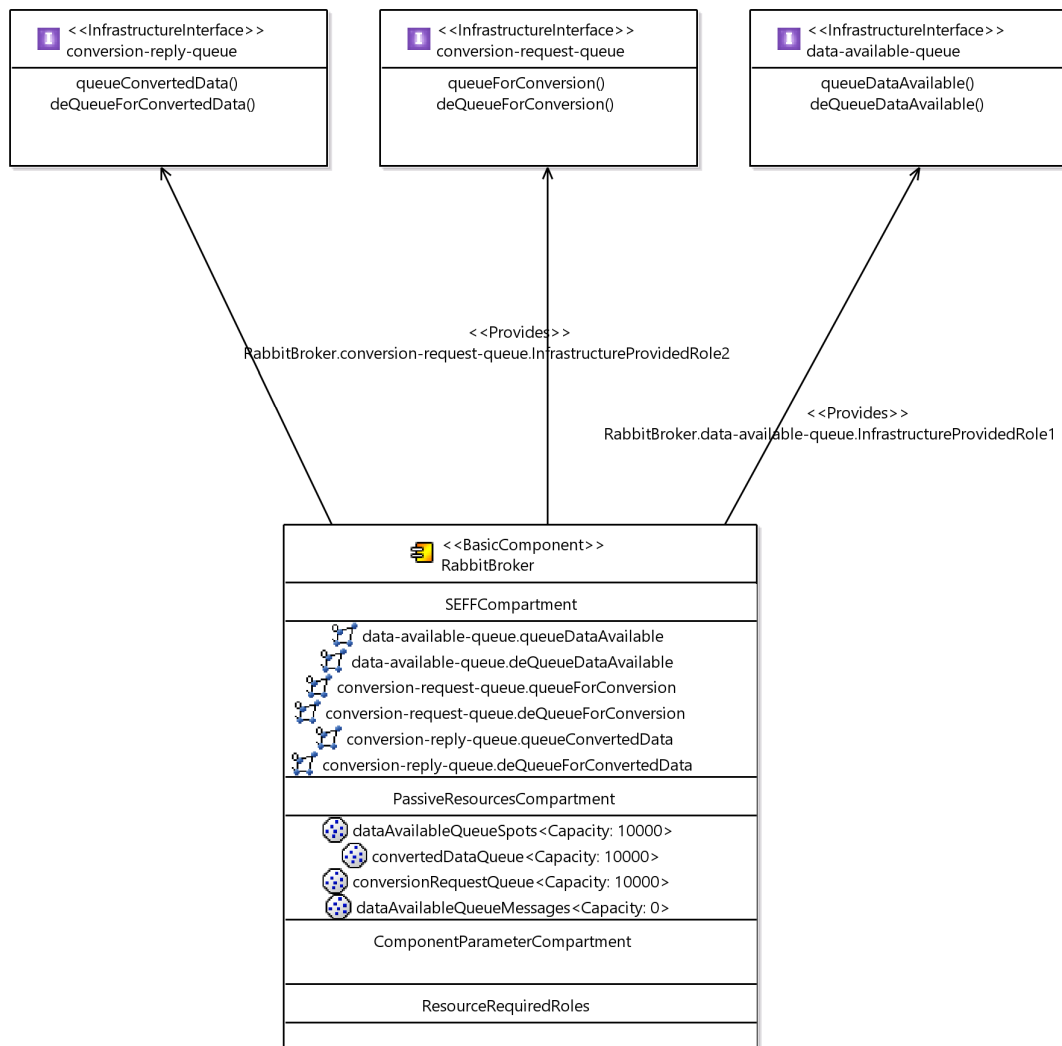 <<InfrastructureInterface>>
conversion-reply-queue
queueConvertedData()
deQueueForConvertedData()
<<InfrastructureInterface>>
conversion-request-queue
queueForConversion()
deQueueForConversion()
<<InfrastructureInterface>>
data-available-queue
queueDataAvailable()
deQueueDataAvailable()
<<Provides>>
RabbitBroker.conversion-request-queue.InfrastructureProvidedRole2
<<Provides>>
RabbitBroker.data-available-queue.InfrastructureProvidedRole1
<<BasicComponent>>
RabbitBroker
SEFFCompartment
data-available-queue.queueDataAvailable
data-available-queue.deQueueDataAvailable
conversion-request-queue.queueForConversion
conversion-request-queue.deQueueForConversion
conversion-reply-queue.queueConvertedData
conversion-reply-queue.deQueueForConvertedData
PassiveResourcesCompartment
dataAvailableQueueSpots<Capacity: 10000>
convertedDataQueue<Capacity: 10000>
conversionRequestQueue<Capacity: 10000>
dataAvailableQueueMessages<Capacity: 0>
ComponentParameterCompartment
ResourceRequiredRoles